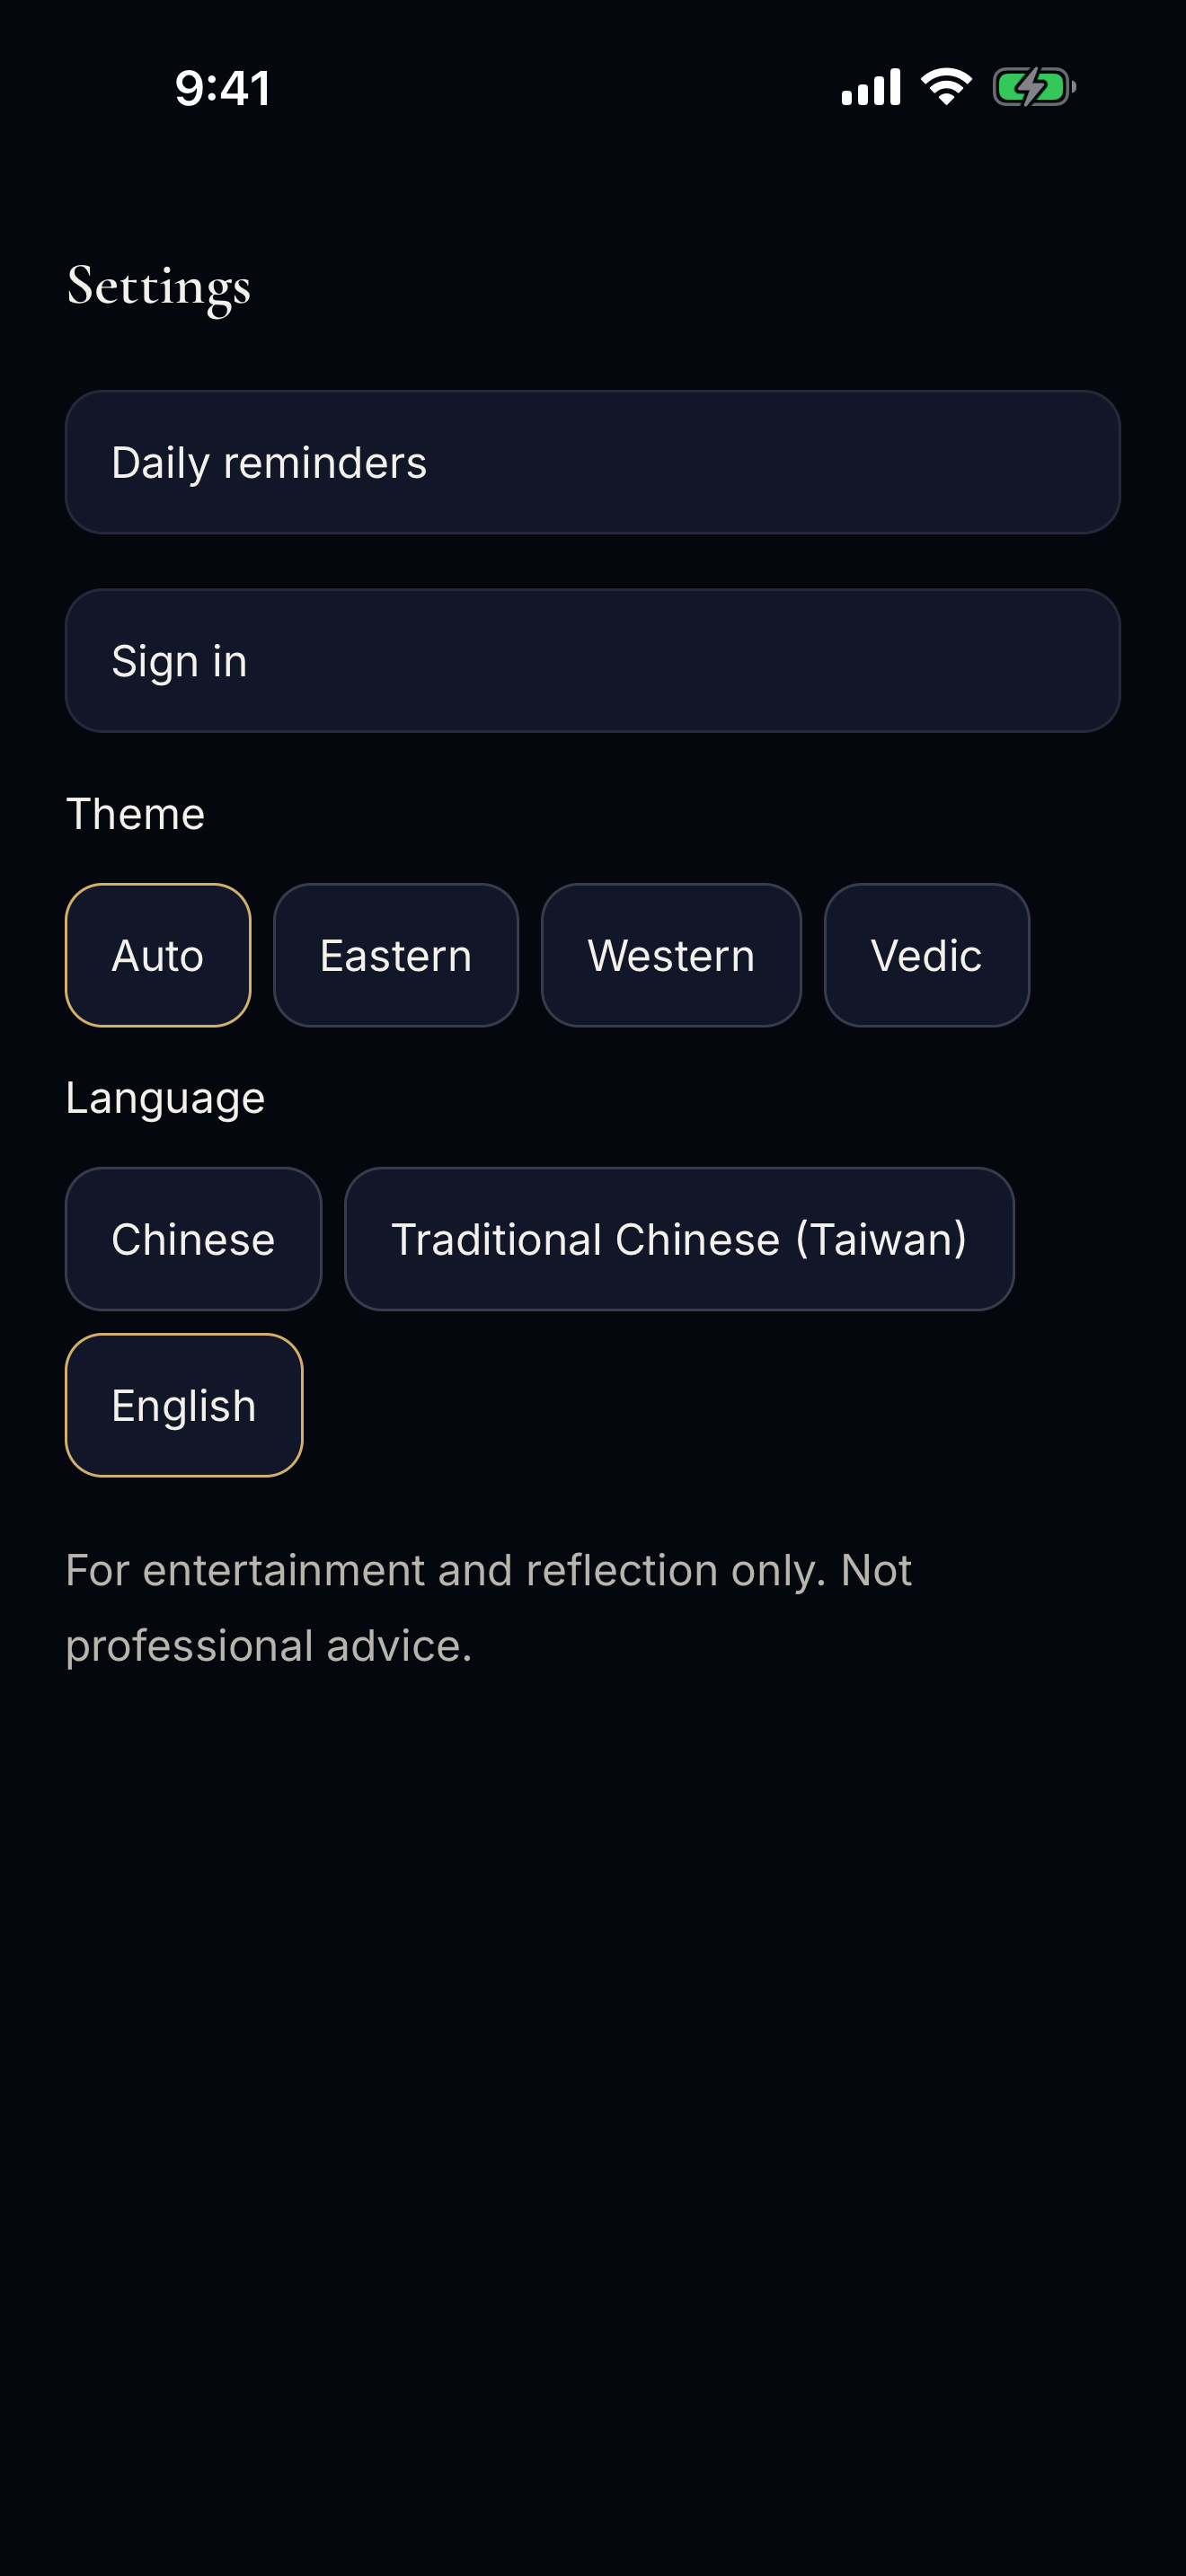 9:41
Settings
Daily reminders
Sign in
Theme
Auto Eastern Western Vedic
Language
Chinese Traditional Chinese (Taiwan)
English
For entertainment and reflection only. Not
professional advice.